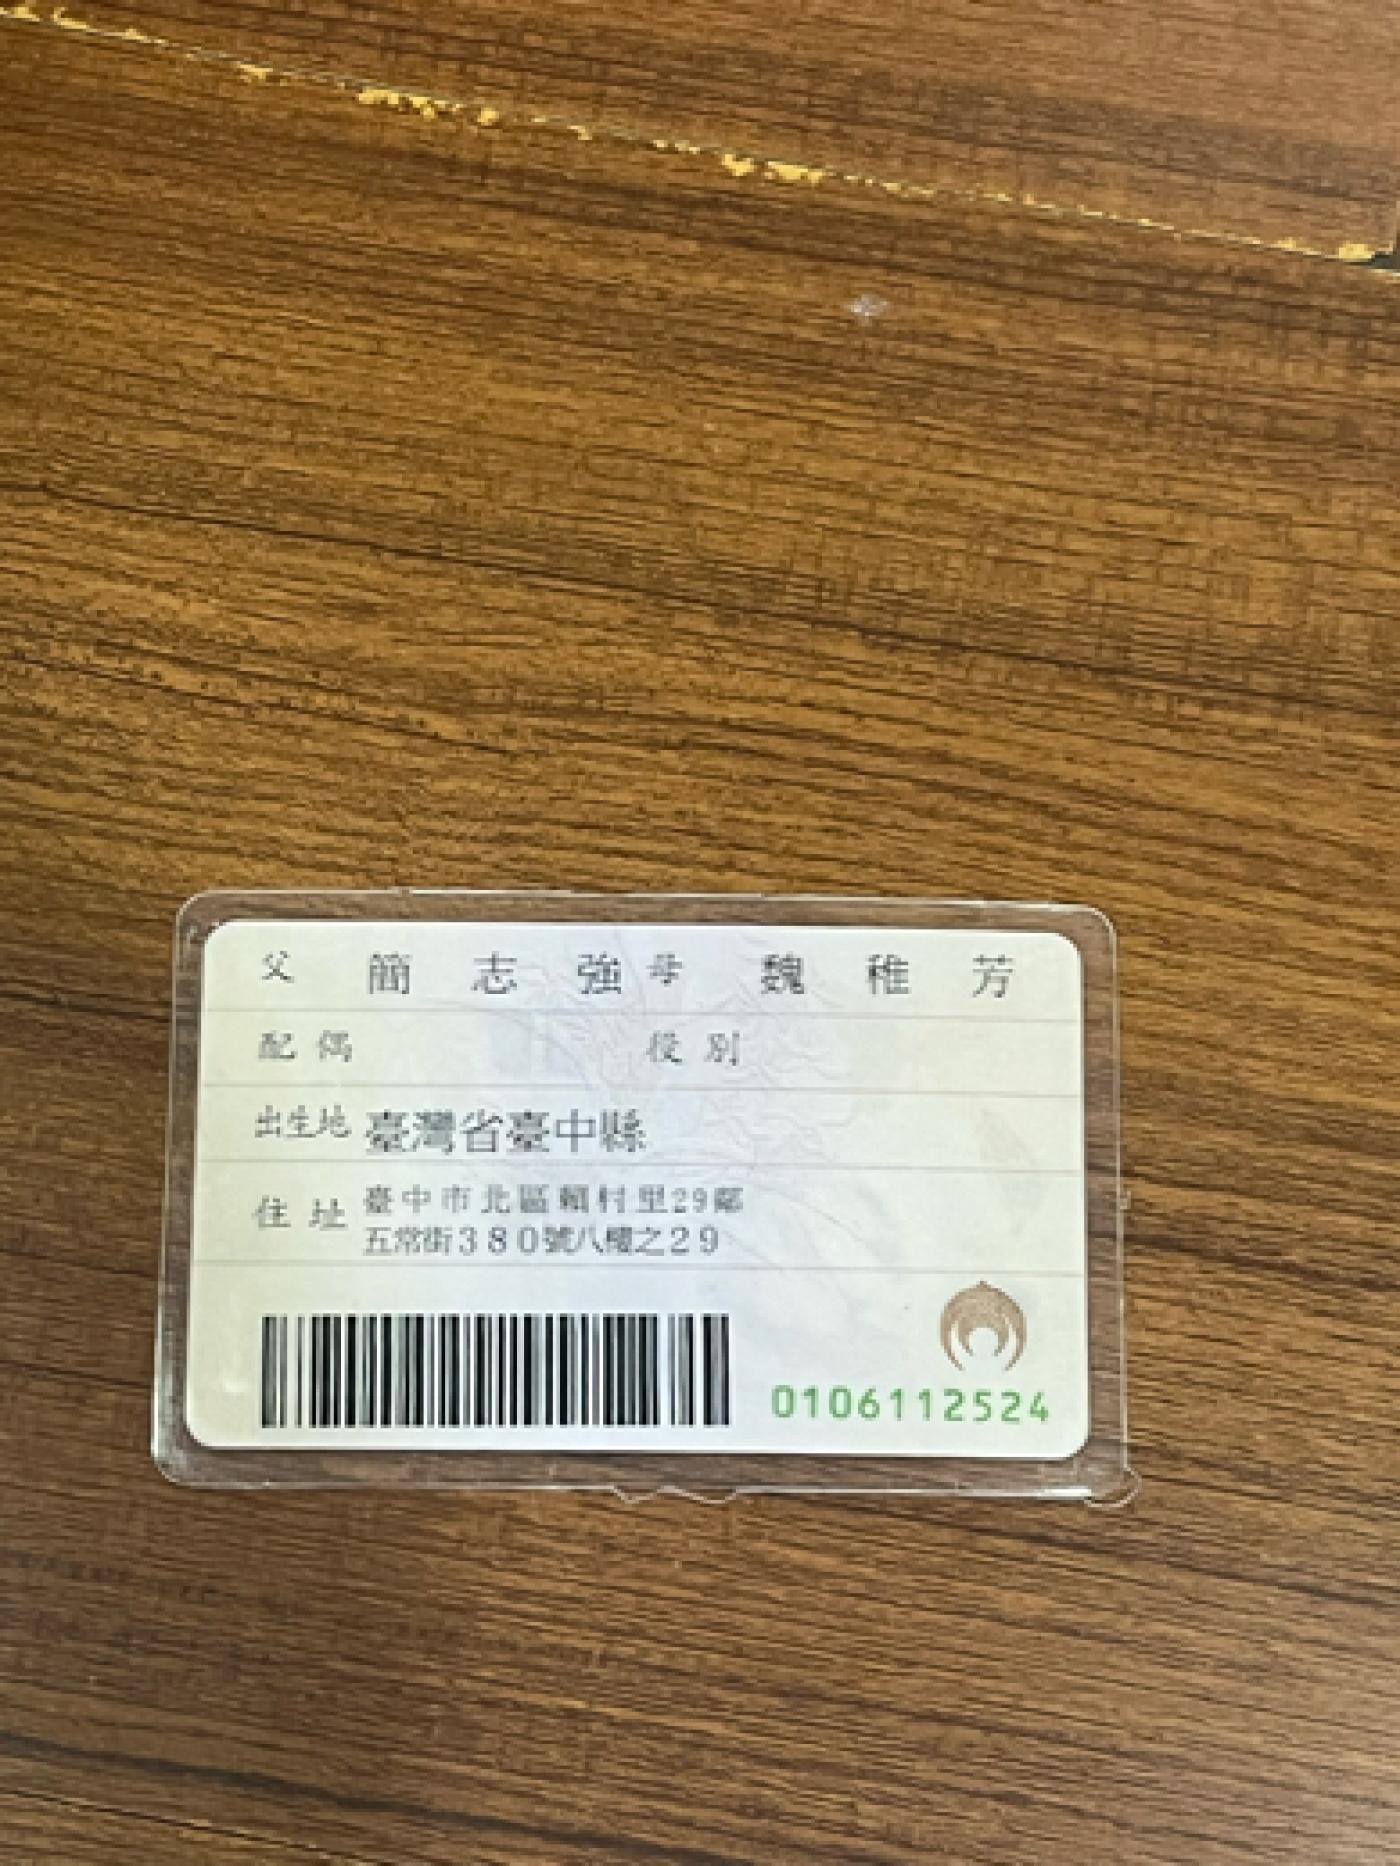 父 簡志強 母 魏稚芳
配偶 役別
出生地 臺灣省臺中縣
住址 臺中市北區賴村里29鄰
五常街380號八樓之29
0106112524